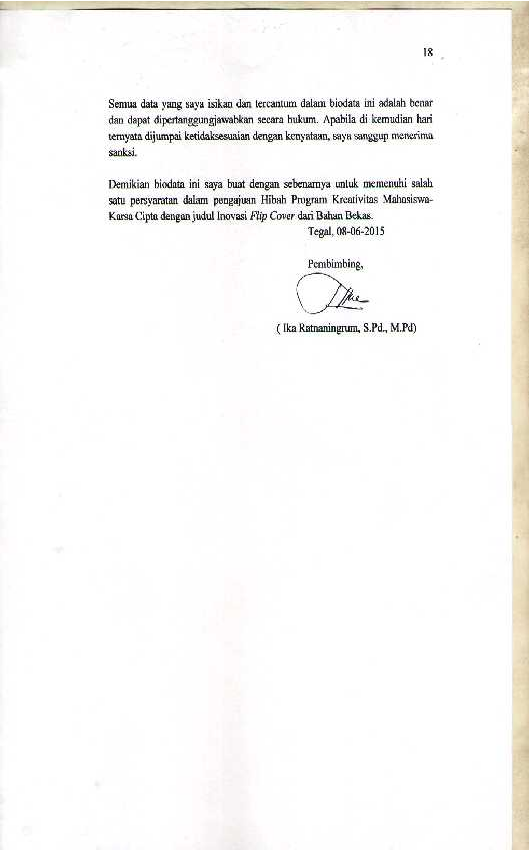 18
Semua data yang saya isikan dan tercantum dalam biodata ini adalah benar
dan dapat dipertanggungjawabkan secara hukum. Apabila di kemudian hari
ternyata dijumpai ketidaksesuaian dengan kenyataan, saya sanggup menerima
sanksi.
Demikian biodata ini saya buat dengan sebenarnya untuk memenuhi salah
satu persyaratan dalam pengajuan Hibah Program Kreativitas Mahasiswa-
Karsa Cipta dengan judul Inovasi Flip Cover dari Bahan Bekas.
Tegal, 08-06-2015
Pembimbing,
( Ika Ratnaningrum, S.Pd., M.Pd)